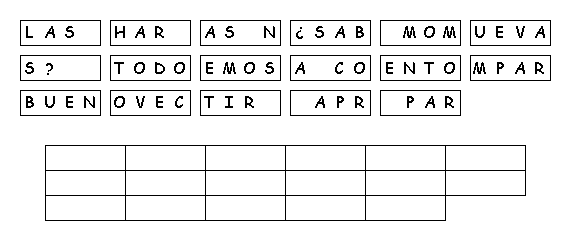 LAS HAR AS N ¿SAB MOM UEVA
S? TODO EMOS A CO ENTO MPAR
BUEN OVEC TIR APR PAR